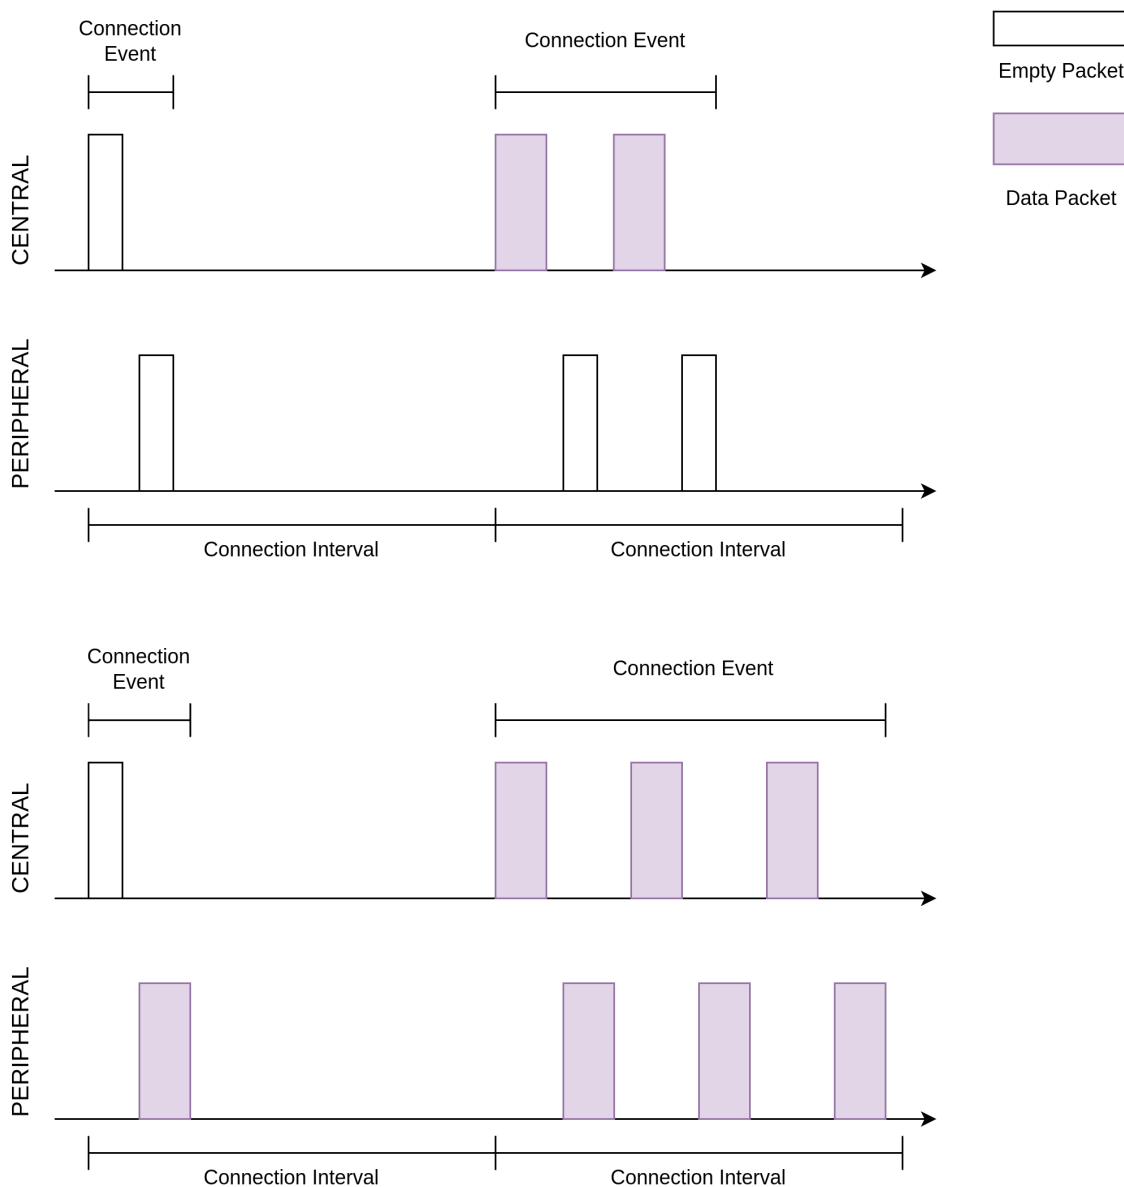 Connection
Event
Connection Event
Empty Packet
Data Packet
CENTRAL
PERIPHERAL
Connection Interval
Connection Interval
Connection
Event
Connection Event
CENTRAL
PERIPHERAL
Connection Interval
Connection Interval